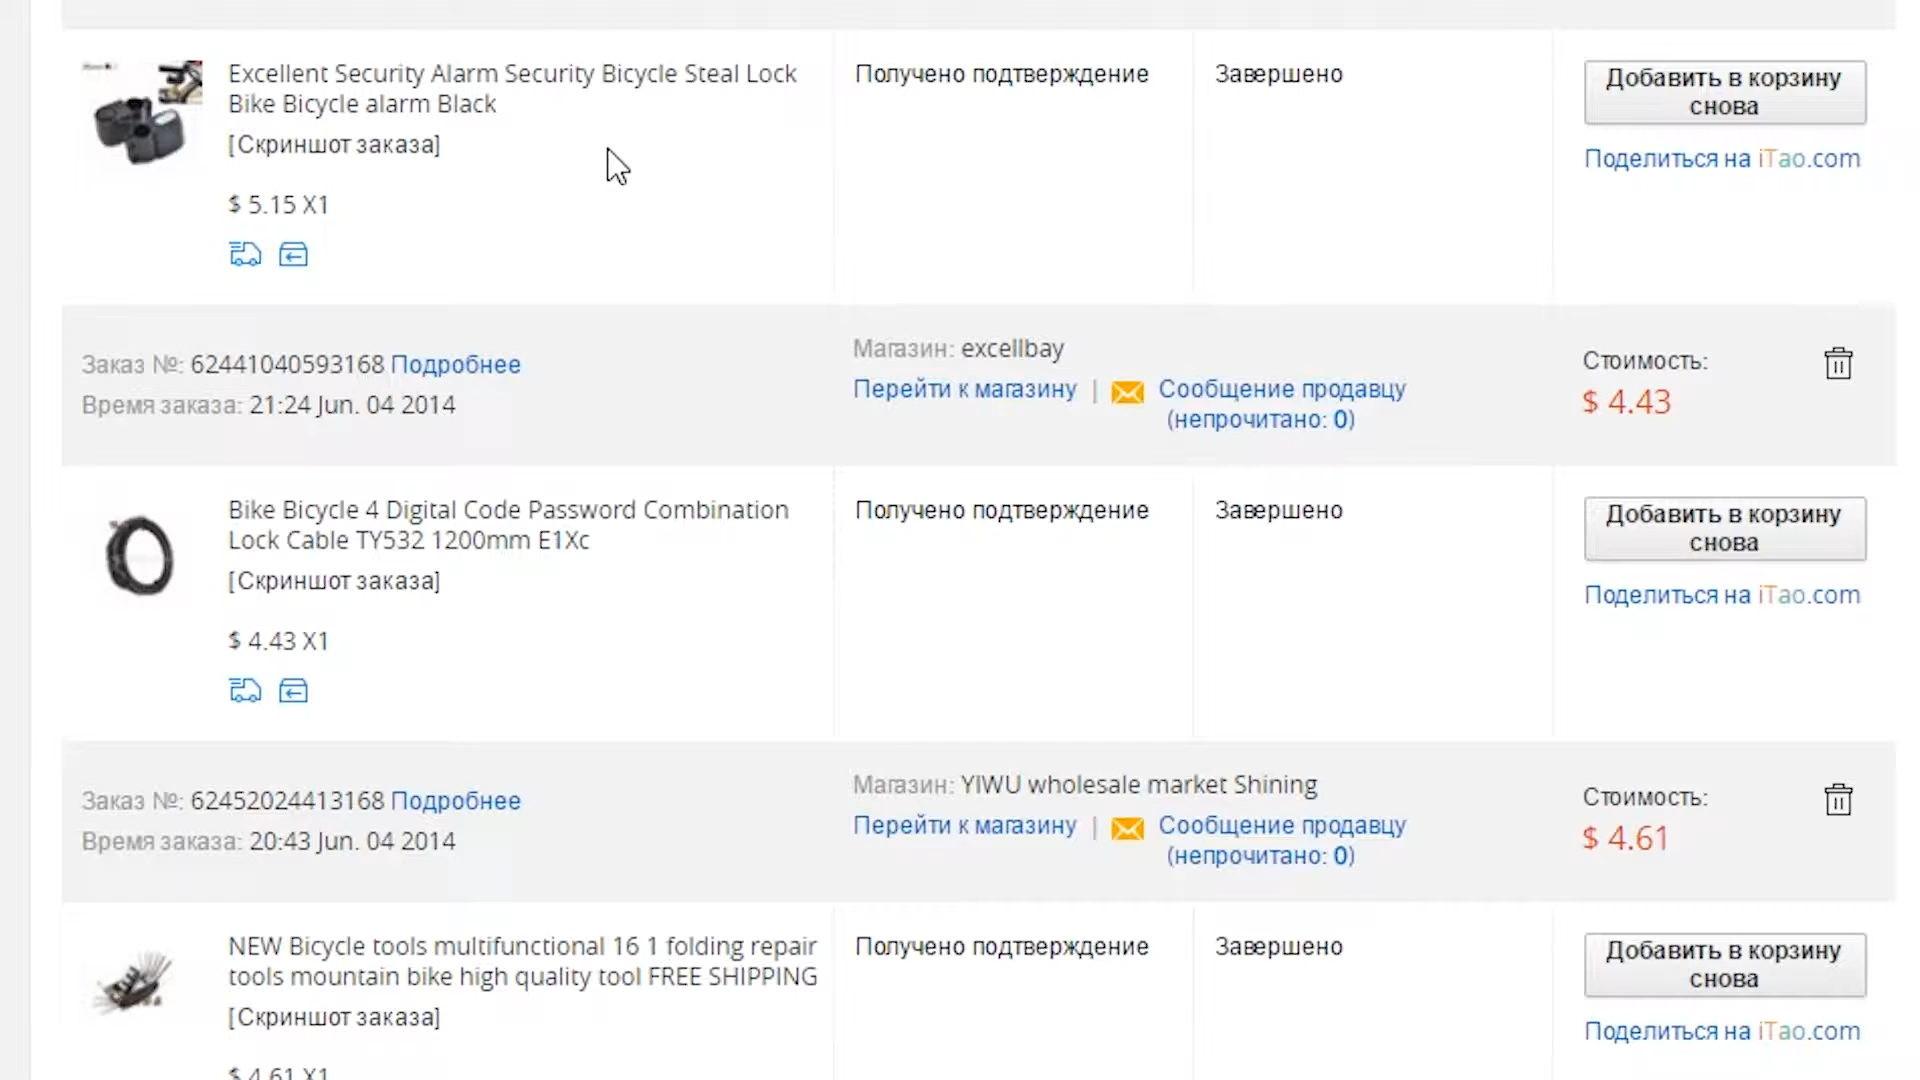 Excellent Security Alarm Security Bicycle Steal Lock
Bike Bicycle alarm Black
[Скриншот заказа]
$ 5.15 X1
Получено подтверждение
Завершено
Добавить в корзину
снова
Поделиться на iTao.com
Заказ №: 62441040593168 Подробнее
Время заказа: 21:24 Jun. 04 2014
Магазин: excellbay
Перейти к магазину | Сообщение продавцу
(непрочитано: 0)
Стоимость:
$ 4.43
Bike Bicycle 4 Digital Code Password Combination
Lock Cable TY532 1200mm E1Xc
[Скриншот заказа]
$ 4.43 X1
Получено подтверждение
Завершено
Добавить в корзину
снова
Поделиться на iTao.com
Заказ №: 62452024413168 Подробнее
Время заказа: 20:43 Jun. 04 2014
Магазин: YIWU wholesale market Shining
Перейти к магазину | Сообщение продавцу
(непрочитано: 0)
Стоимость:
$ 4.61
NEW Bicycle tools multifunctional 16 1 folding repair
tools mountain bike high quality tool FREE SHIPPING
[Скриншот заказа]
$ 4.61 X1
Получено подтверждение
Завершено
Добавить в корзину
снова
Поделиться на iTao.com